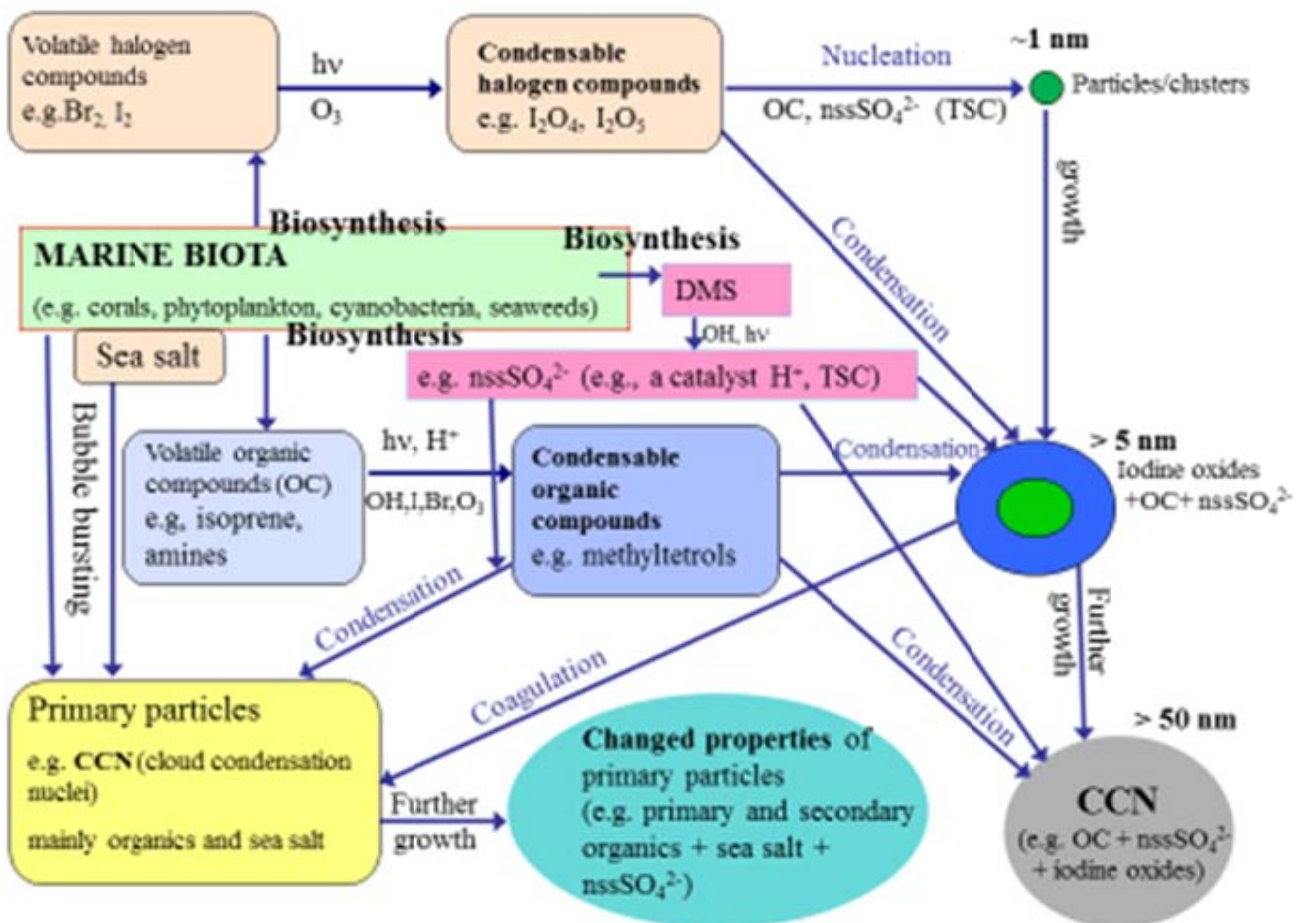 Volatile halogen
compounds
e.g.Br₂, I₂
hν
O₃
Condensable
halogen compounds
e.g. I₂O₄, I₂O₅
Nucleation
OC, nssSO₄²⁻ (TSC)
~1 nm
Particles/clusters
growth
Condensation
Biosynthesis
MARINE BIOTA
(e.g. corals, phytoplankton, cyanobacteria, seaweeds)
Biosynthesis
DMS
OH, hν
Biosynthesis
Sea salt
e.g. nssSO₄²⁻ (e.g., a catalyst H⁺, TSC)
Bubble bursting
Volatile organic
compounds (OC)
e.g, isoprene,
amines
hν, H⁺
OH,I,Br,O₃
Condensable
organic
compounds
e.g. methyltetrols
Condensation
> 5 nm
Iodine oxides
+OC+ nssSO₄²⁻
Further
growth
Condensation
Coagulation
Condensation
Primary particles
e.g. CCN (cloud condensation
nuclei)
mainly organics and sea salt
Further
growth
Changed properties of
primary particles
(e.g. primary and secondary
organics + sea salt +
nssSO₄²⁻)
> 50 nm
CCN
(e.g. OC + nssSO₄²⁻
+ iodine oxides)